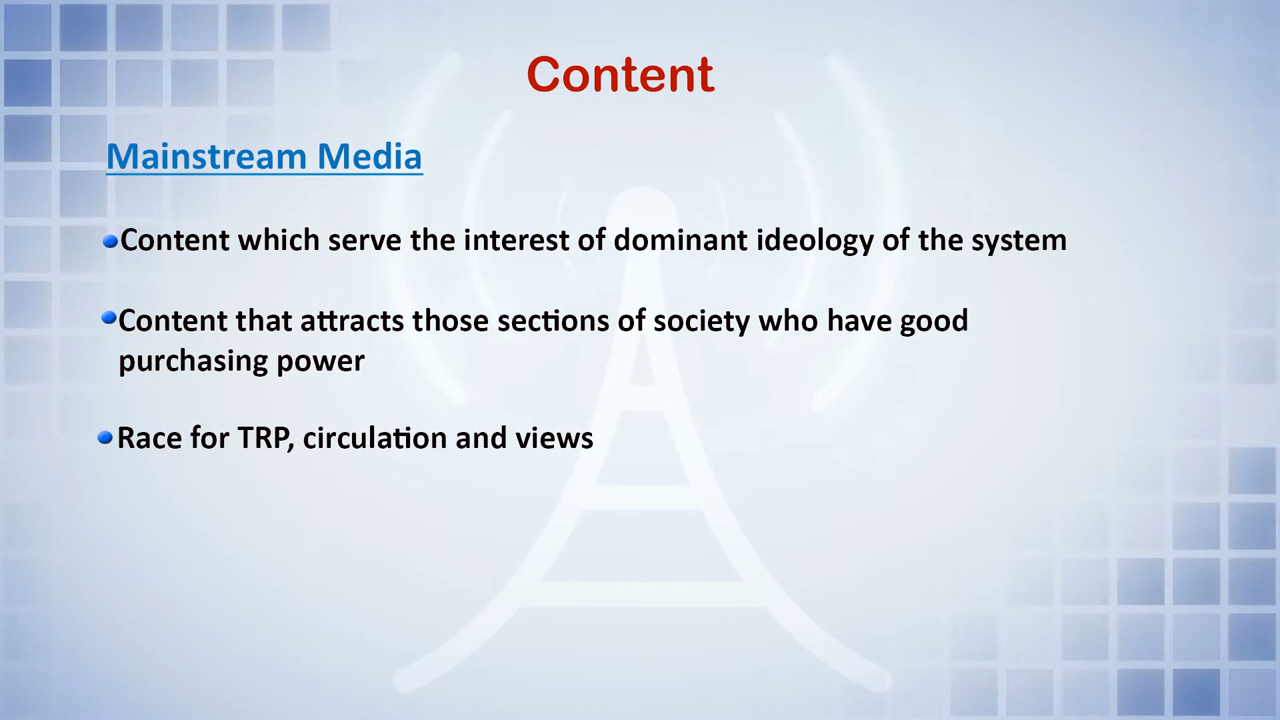 Content
Mainstream Media
Content which serve the interest of dominant ideology of the system
Content that attracts those sections of society who have good
purchasing power
Race for TRP, circulation and views